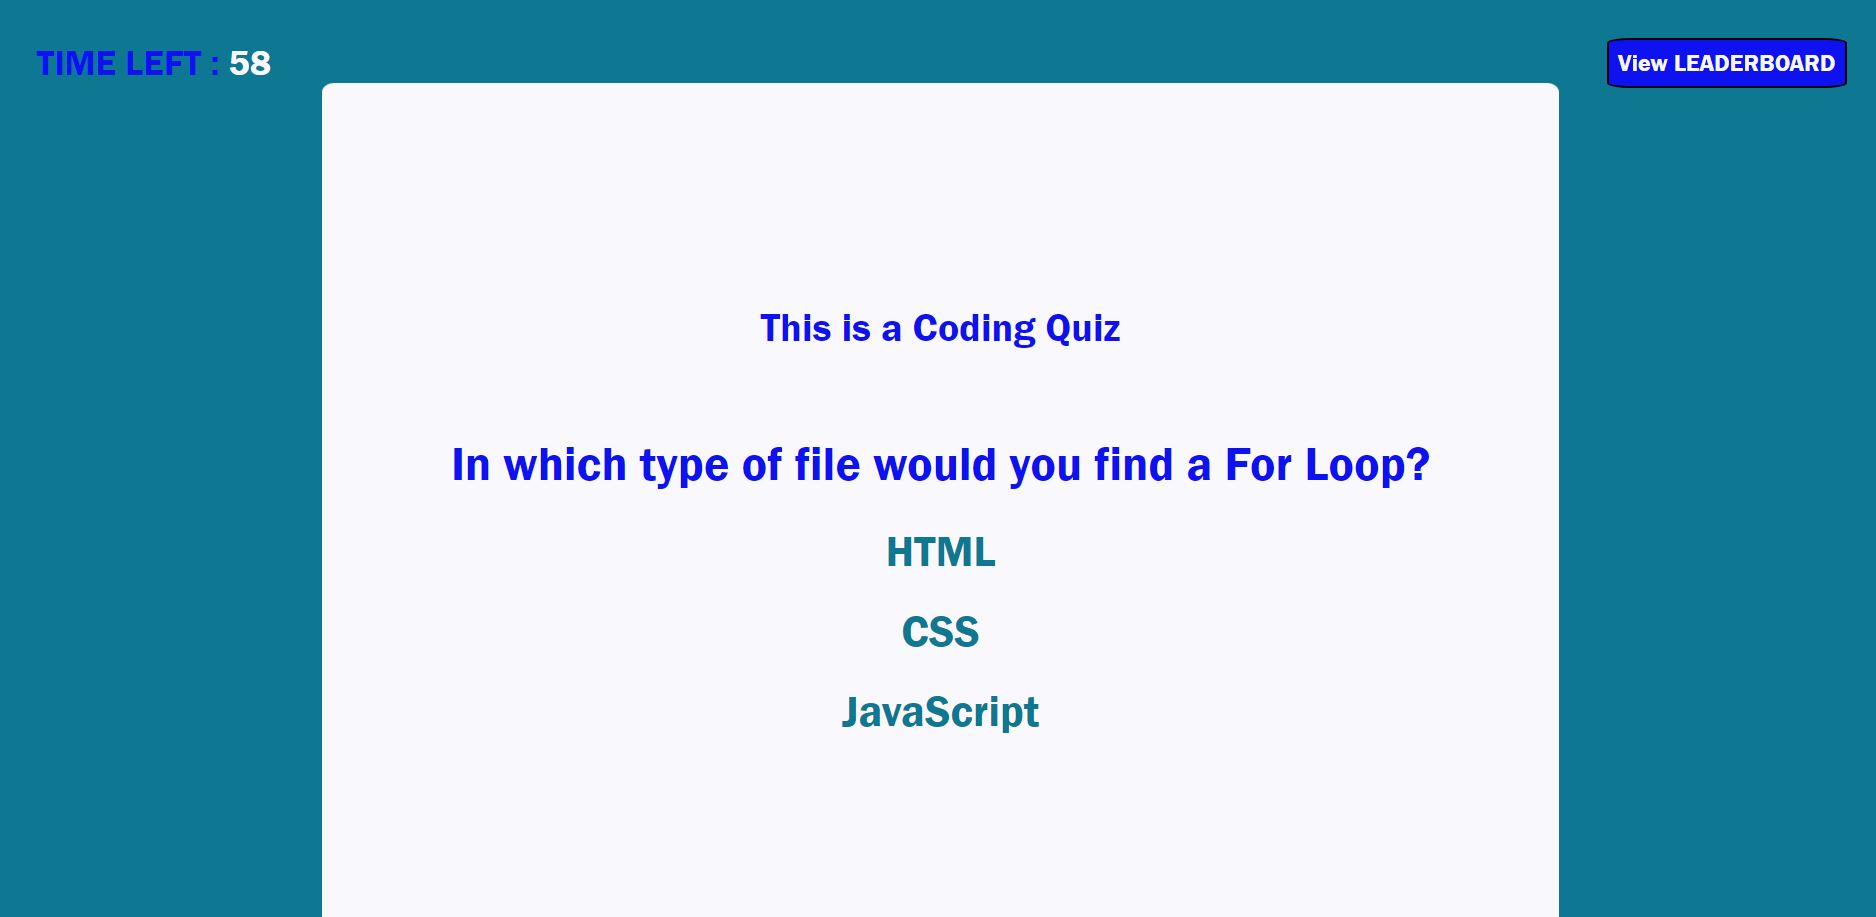 TIME LEFT : 58
View LEADERBOARD
This is a Coding Quiz
In which type of file would you find a For Loop?
HTML
CSS
JavaScript